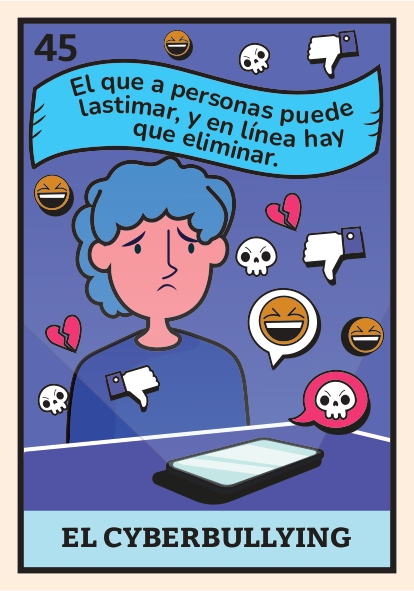 45
El que a personas puede
lastimar, y en línea hay
que eliminar.
EL CYBERBULLYING